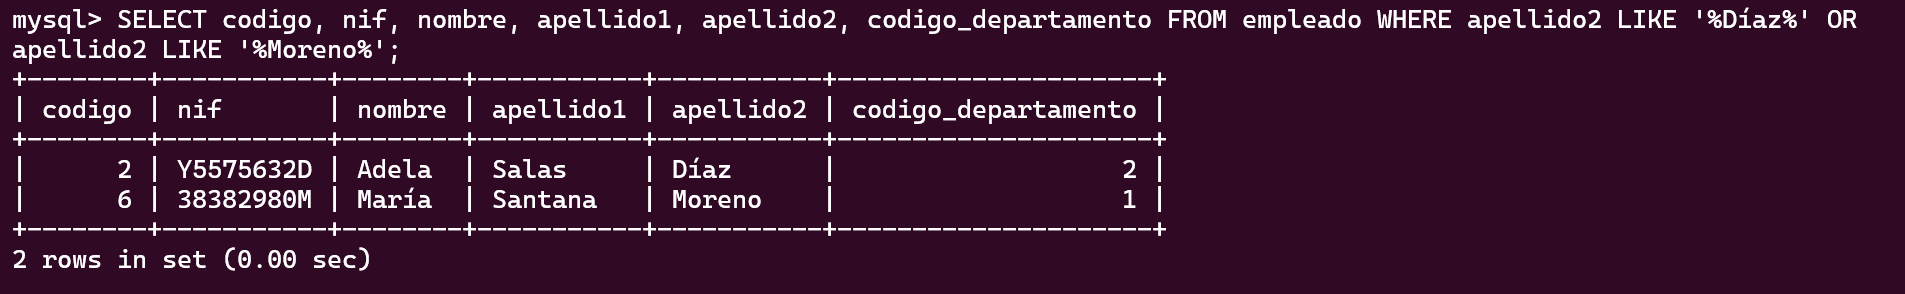 mysql> SELECT codigo, nif, nombre, apellido1, apellido2, codigo_departamento FROM empleado WHERE apellido2 LIKE '%Díaz%' OR
apellido2 LIKE '%Moreno%';
+--------+-----------+--------+-----------+-----------+---------------------+
| codigo | nif       | nombre | apellido1 | apellido2 | codigo_departamento |
+--------+-----------+--------+-----------+-----------+---------------------+
|      2 | Y5575632D | Adela  | Salas     | Díaz      |                   2 |
|      6 | 38382980M | María  | Santana   | Moreno    |                   1 |
+--------+-----------+--------+-----------+-----------+---------------------+
2 rows in set (0.00 sec)